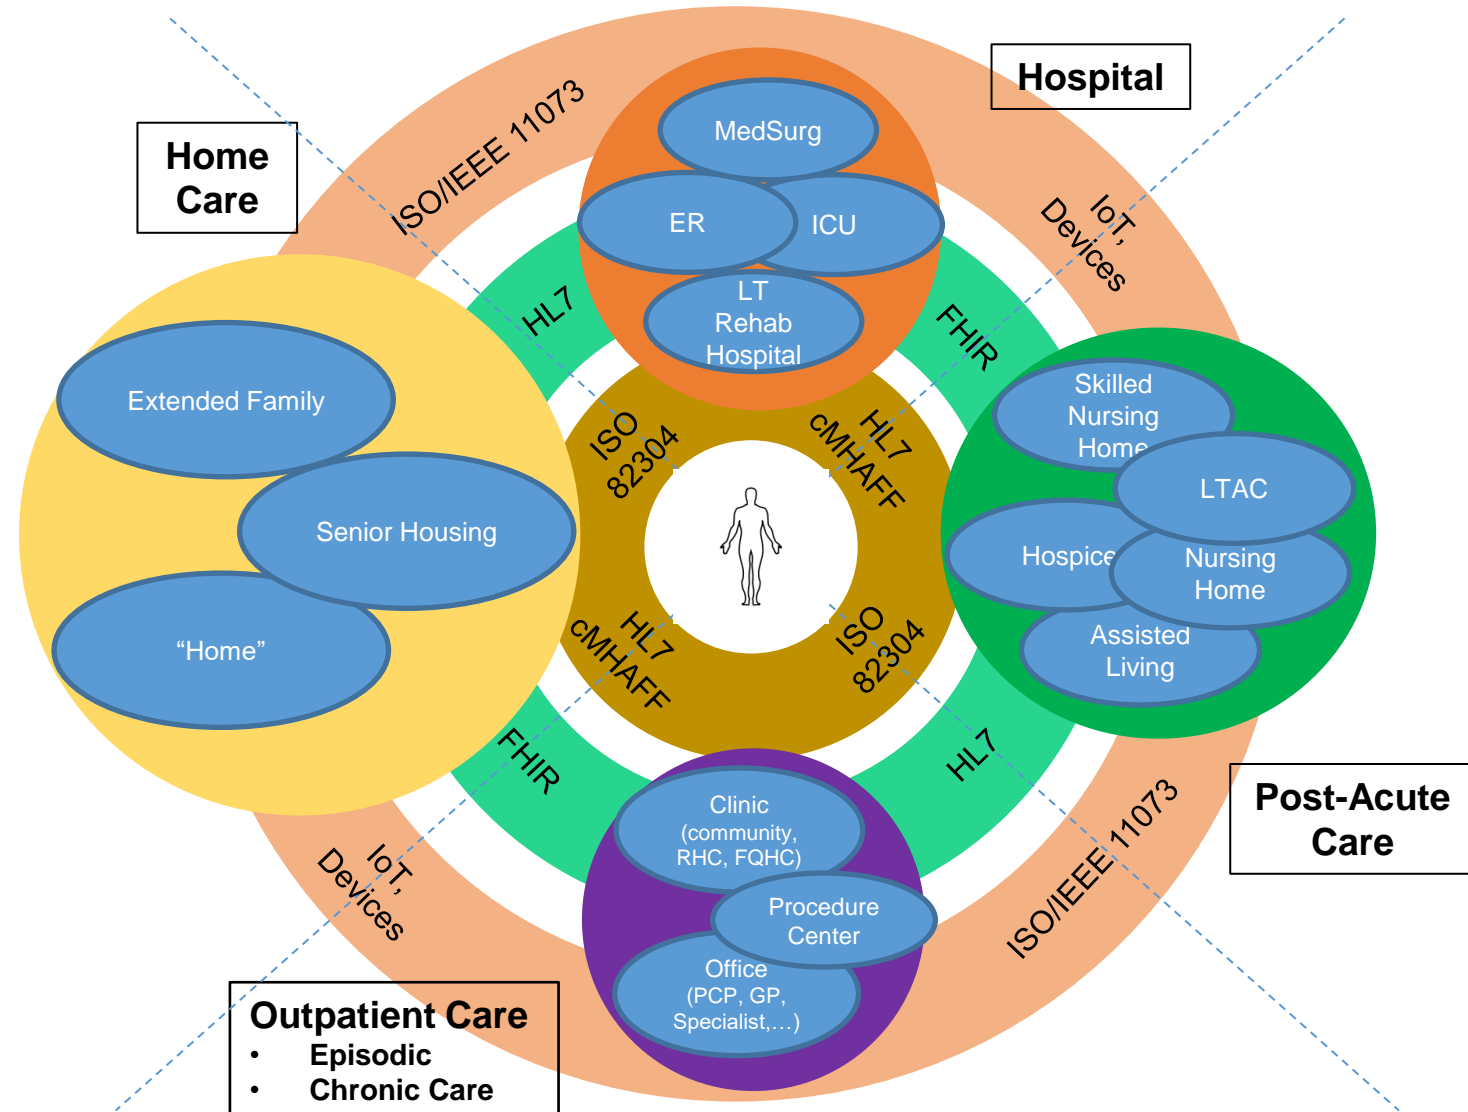 Hospital
Home
Care
ISO/IEEE 11073
IoT,
Devices
MedSurg
ER
ICU
LT
Rehab
Hospital
HL7
FHIR
ISO
82304
HL7
cMHAFF
Extended Family
Senior Housing
“Home”
Skilled
Nursing
Home
LTAC
Hospice
Nursing
Home
Assisted
Living
HL7
cMHAFF
ISO
82304
FHIR
HL7
IoT,
Devices
ISO/IEEE 11073
Clinic
(community,
RHC, FQHC)
Procedure
Center
Office
(PCP, GP,
Specialist,…)
Post-Acute
Care
Outpatient Care
• Episodic
• Chronic Care